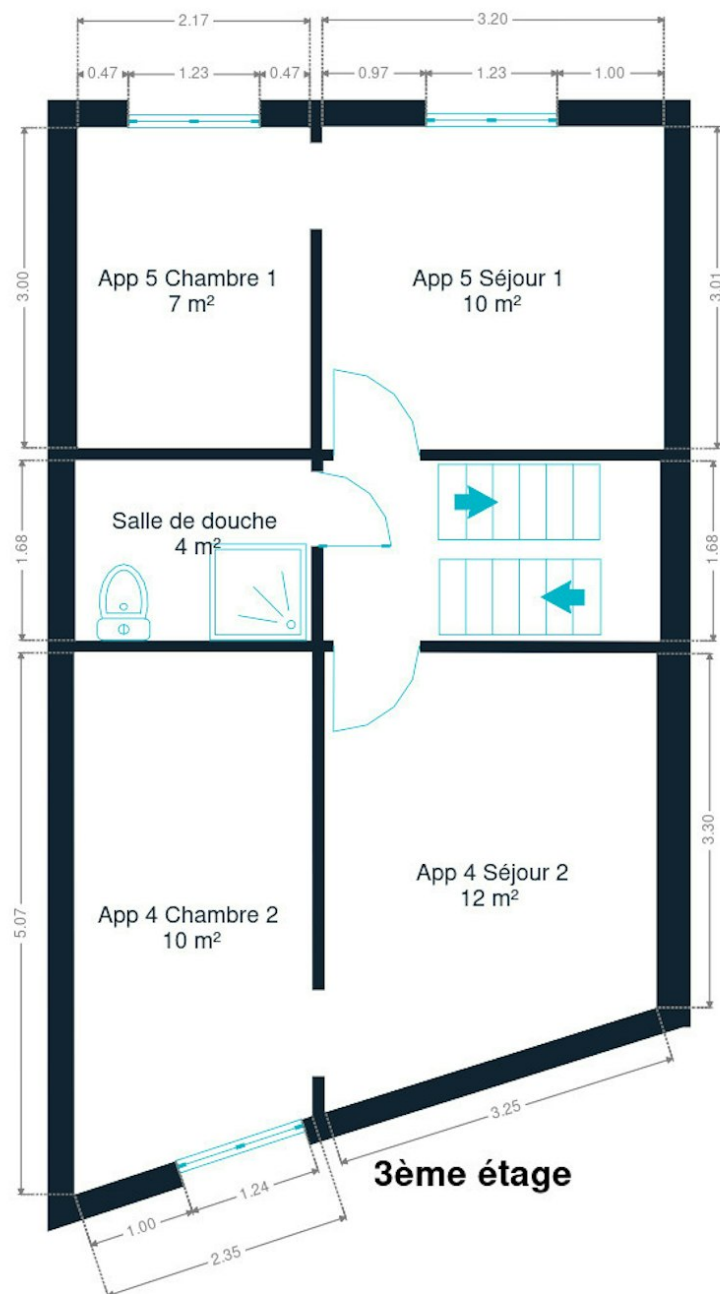 2.17
3.20
0.47
1.23
0.47
0.97
1.23
1.00
3.00
App 5 Chambre 1
7 m²
App 5 Séjour 1
10 m²
3.01
1.68
Salle de douche
4 m²
1.68
5.07
App 4 Chambre 2
10 m²
App 4 Séjour 2
12 m²
3.30
3.25
3ème étage
1.00
1.24
2.35